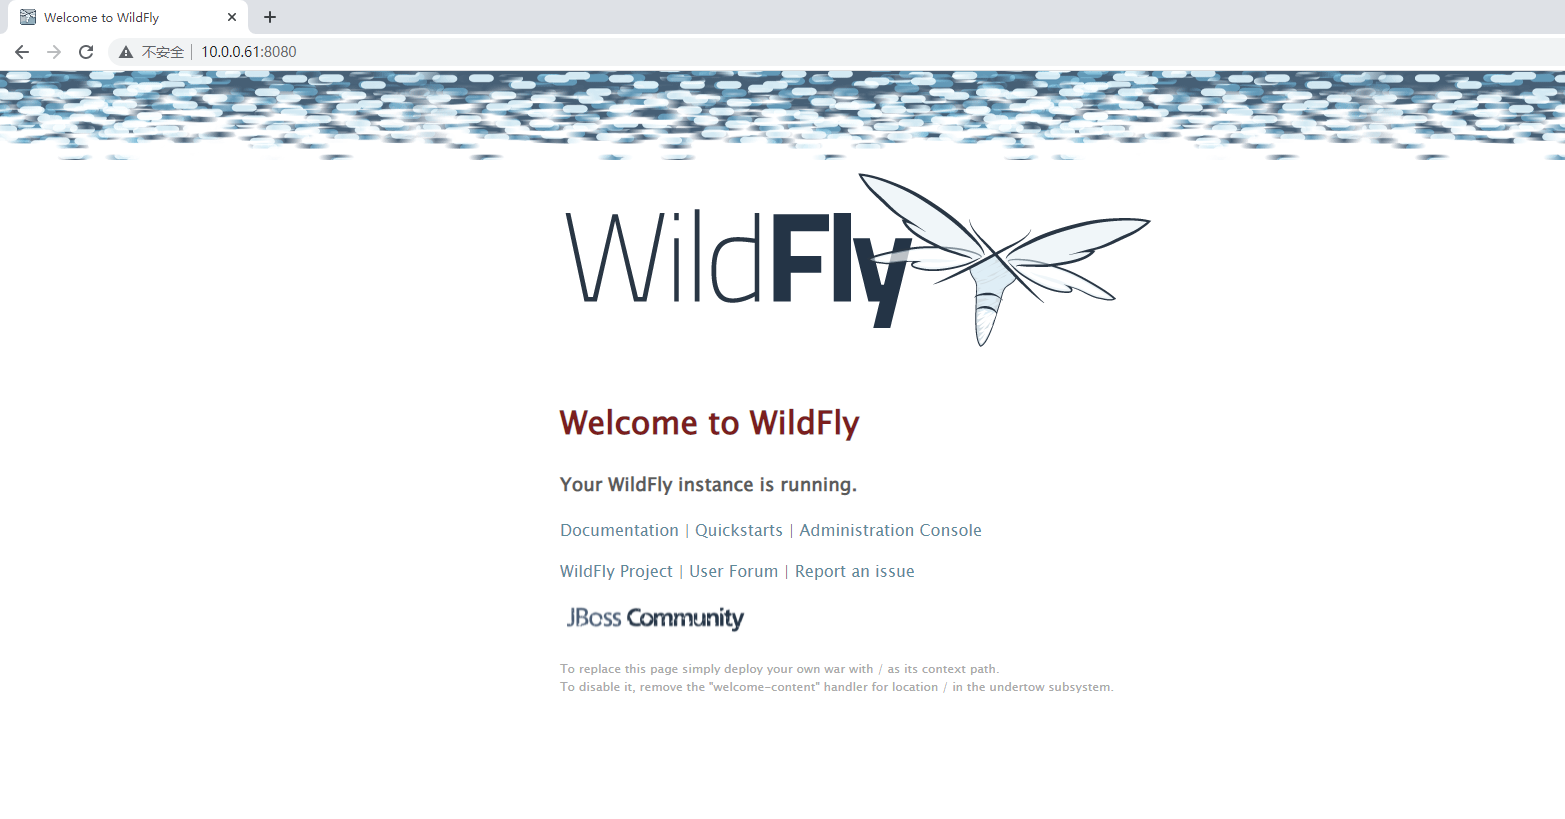 Welcome to WildFly
不安全 | 10.0.0.61:8080
WildFly
Welcome to WildFly
Your WildFly instance is running.
Documentation | Quickstarts | Administration Console
WildFly Project | User Forum | Report an issue
JBoss Community
To replace this page simply deploy your own war with / as its context path.
To disable it, remove the "welcome-content" handler for location / in the undertow subsystem.